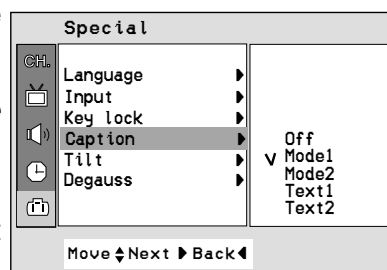 Special
CH.
Language
Input
Key lock
Caption
Tilt
Degauss
Off
Mode1
Mode2
Text1
Text2
Move Next Back